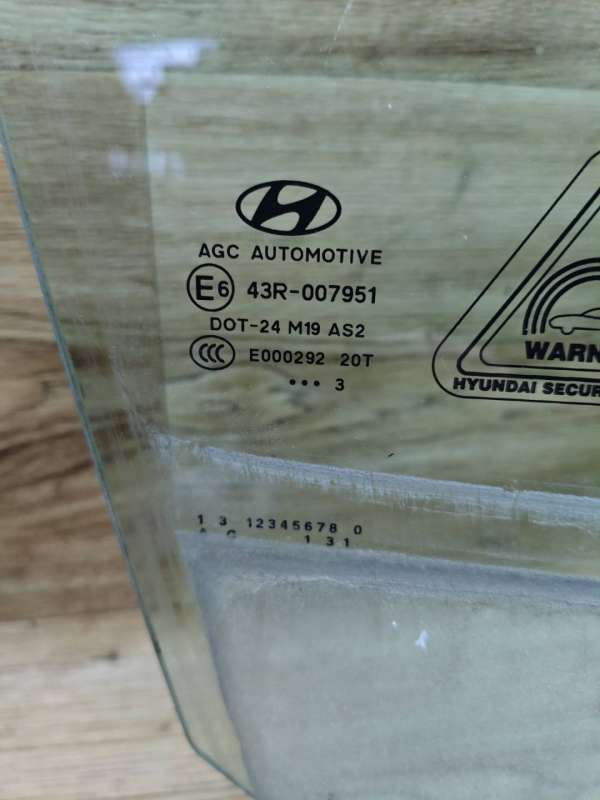 AGC AUTOMOTIVE
E6 43R-007951
DOT-24 M19 AS2
CCC E000292 20T
••• 3
WARN
HYUNDAI SECUR
1 3 12345678 0
A C 1 3 1